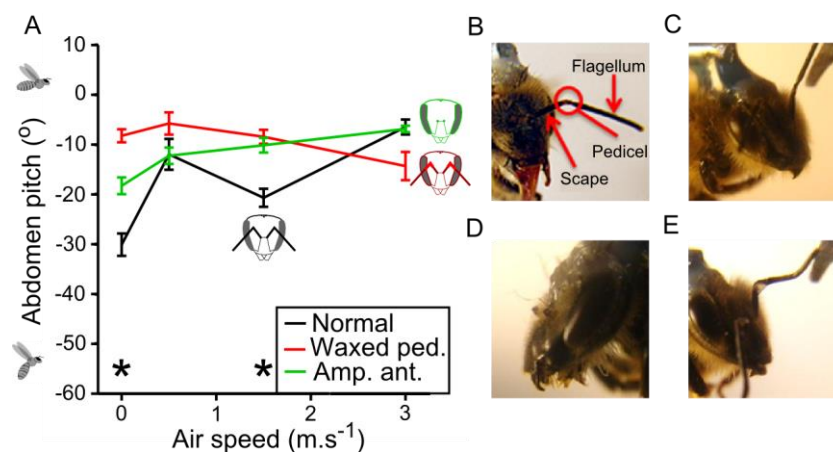 A
B
C
Flagellum
Pedicel
Scape
D
E
Abdomen pitch (º)
10
0
-10
-20
-30
-40
-50
-60
*
*
Normal
Waxed ped.
Amp. ant.
0
1
2
3
Air speed (m.s⁻¹)